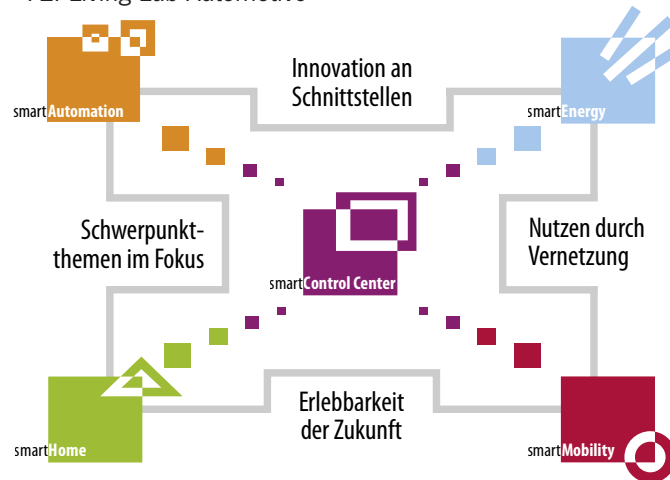 Innovation an
Schnittstellen
smartAutomation
smartEnergy
Schwerpunkt-
themen im Fokus
Nutzen durch
Vernetzung
smartControl Center
Erlebbarkeit
der Zukunft
smartHome
smartMobility